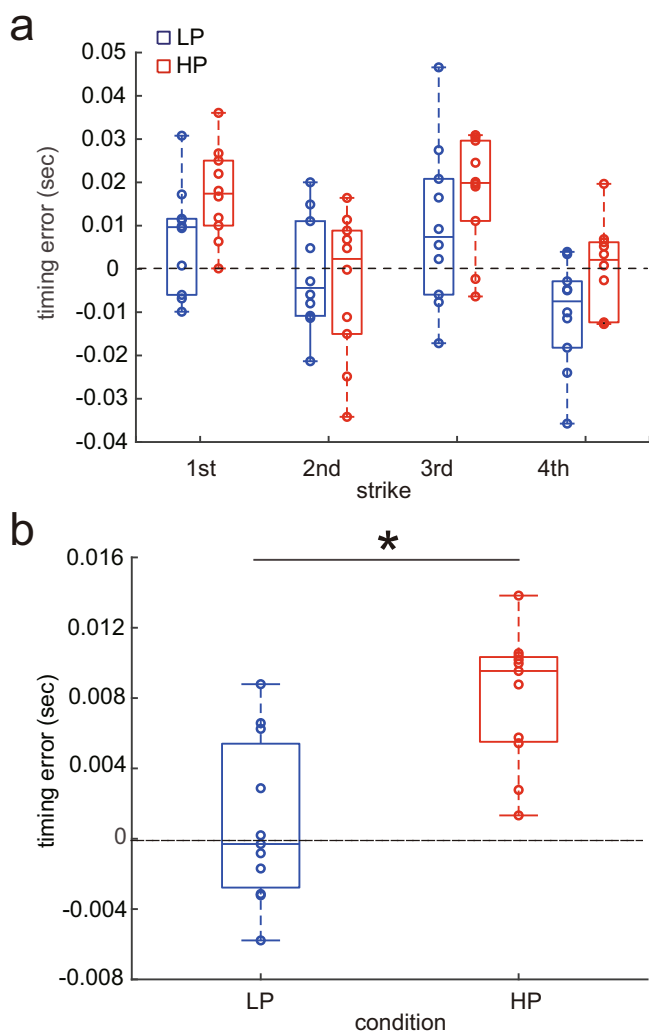 a
LP
HP
timing error (sec)
0.05
0.04
0.03
0.02
0.01
0
-0.01
-0.02
-0.03
-0.04
1st 2nd 3rd 4th
strike
b
*
timing error (sec)
0.016
0.012
0.008
0.004
0
-0.004
-0.008
LP HP
condition